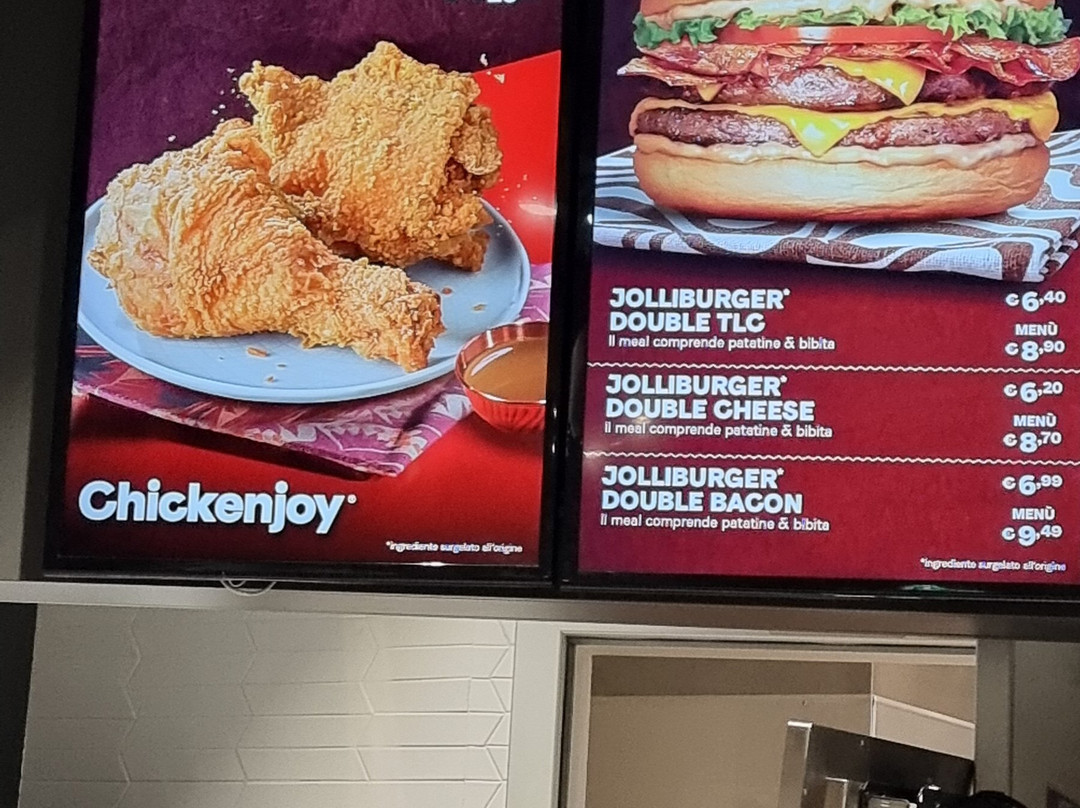 Chickenjoy*
*ingrediente surgelato all'origine
JOLLIBURGER*
DOUBLE TLC
Il meal comprende patatine & bibita
€6,40
MENÙ
€8,90
JOLLIBURGER*
DOUBLE CHEESE
Il meal comprende patatine & bibita
€6,20
MENÙ
€8,70
JOLLIBURGER*
DOUBLE BACON
Il meal comprende patatine & bibita
€6,99
MENÙ
€9,49
*ingrediente surgelato all'origine